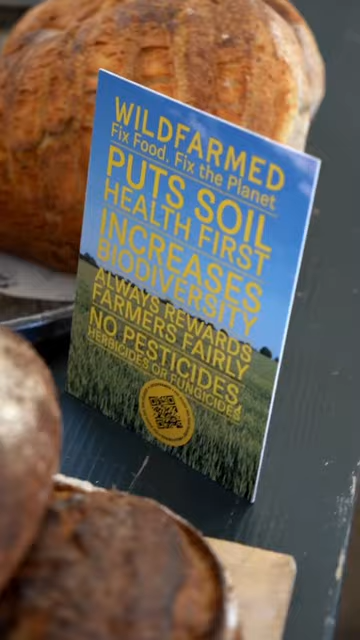 WILDFARMED
Fix Food. Fix the Planet
PUTS SOIL
HEALTH FIRST
INCREASES
BIODIVERSITY
ALWAYS REWARDS
FARMERS FAIRLY
NO PESTICIDES,
HERBICIDES OR FUNGICIDES